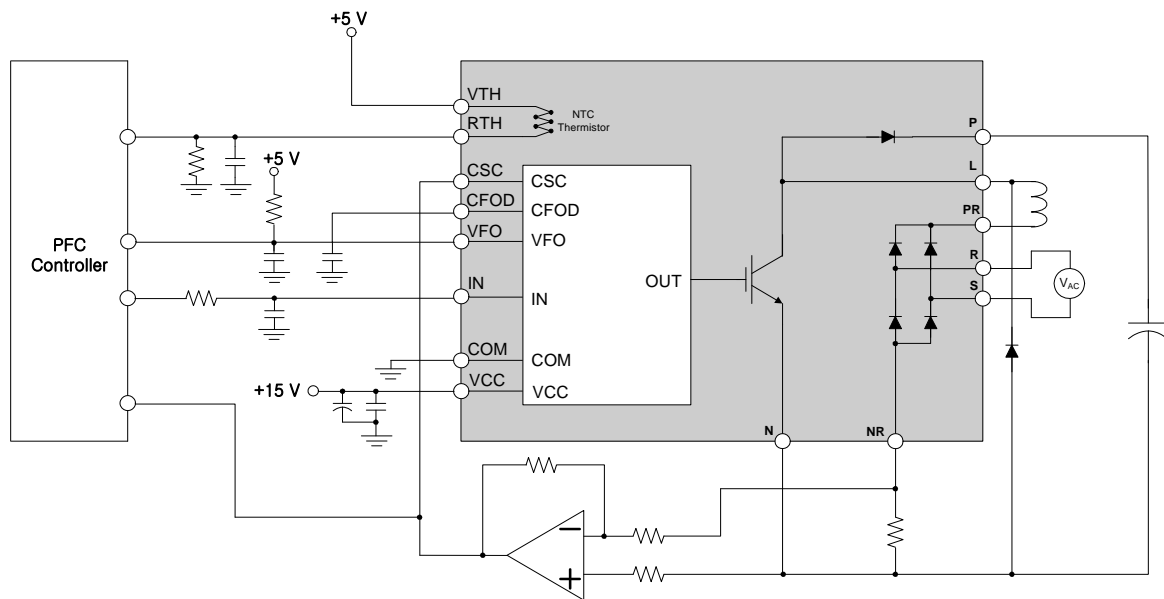 +5 V
PFC
Controller
VTH
RTH
NTC
Thermistor
+5 V
CSC
CFOD
VFO
IN
COM
VCC
+15 V
CSC
CFOD
VFO
IN
COM
VCC
OUT
P
L
PR
R
S
VAC
N
NR